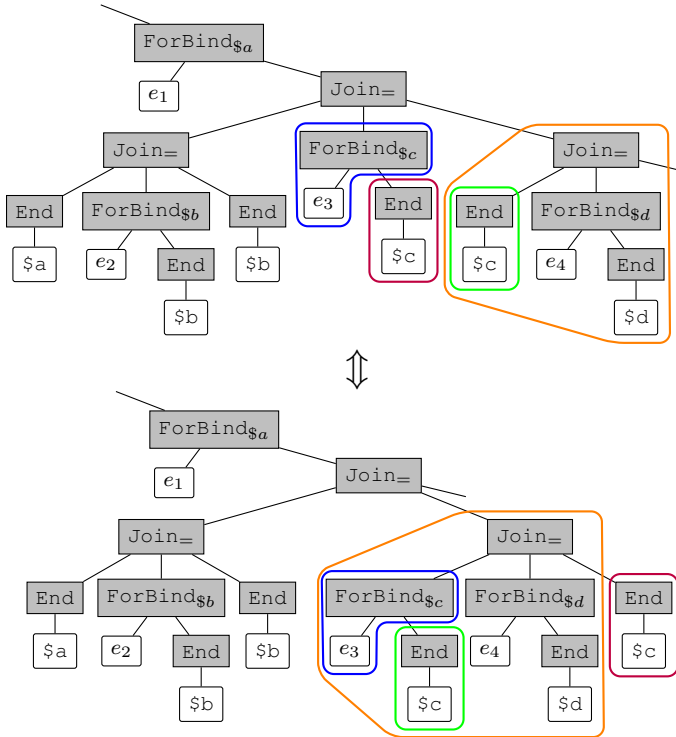 ForBind$a
e1 Join=
Join= ForBind$c Join=
End ForBind$b End e3 End End ForBind$d
$a e2 End $b $c $c e4 End
$b $d
⇕
ForBind$a
e1 Join=
Join= Join=
End ForBind$b End ForBind$c ForBind$d End
$a e2 End $b e3 End e4 End $c
$b $c $d